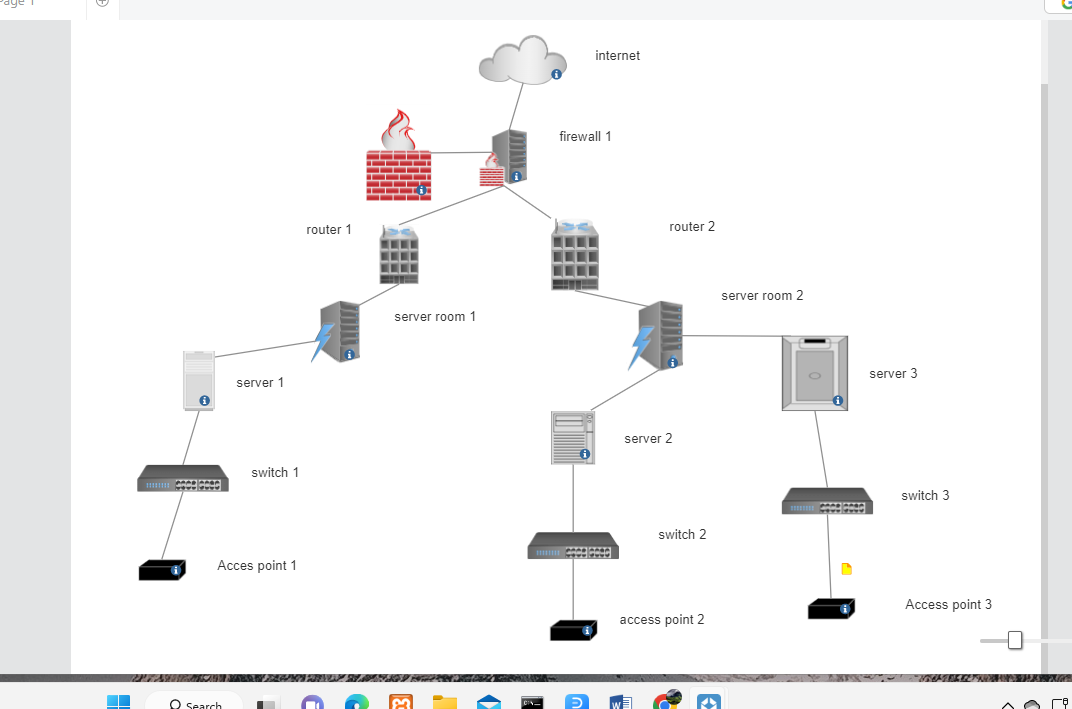 Page 1
internet
firewall 1
router 1
router 2
server room 1
server room 2
server 1
server 3
server 2
switch 1
switch 3
switch 2
Acces point 1
Access point 3
access point 2
Search